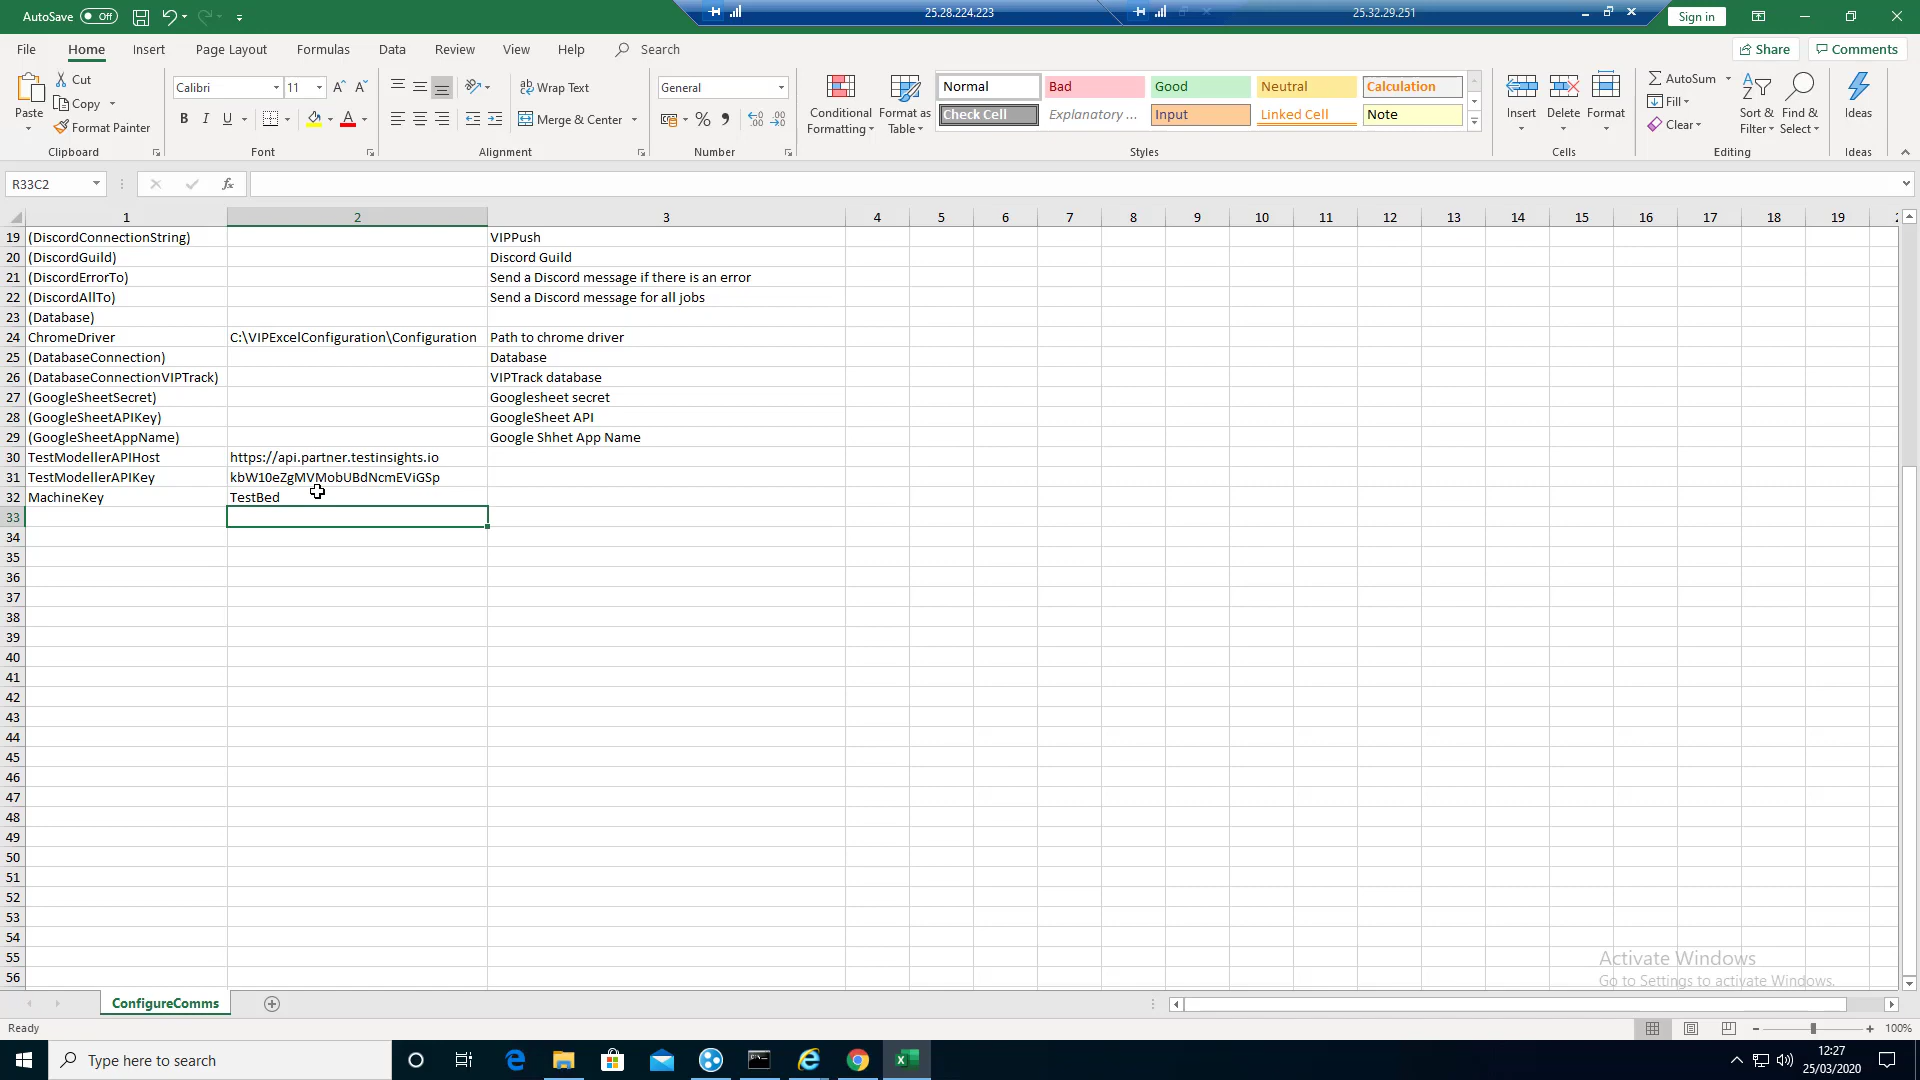 AutoSave Off
25.28.224.223
25.32.29.251
Sign in
File Home Insert Page Layout Formulas Data Review View Help Search
Share Comments
Paste
Cut
Copy
Format Painter
Clipboard
Calibri 11
B I U
Font
Wrap Text
Merge & Center
Alignment
General
Number
Conditional Formatting
Format as Table
Normal Bad Good Neutral Calculation
Check Cell Explanatory ... Input Linked Cell Note
Styles
Insert Delete Format
Cells
AutoSum
Fill
Clear
Sort & Filter
Find & Select
Editing
Ideas
Ideas
R33C2
fx
1 2 3 4 5 6 7 8 9 10 11 12 13 14 15 16 17 18 19
19 (DiscordConnectionString) VIPPush
20 (DiscordGuild) Discord Guild
21 (DiscordErrorTo) Send a Discord message if there is an error
22 (DiscordAllTo) Send a Discord message for all jobs
23 (Database)
24 ChromeDriver C:\VIPExcelConfiguration\Configuration Path to chrome driver
25 (DatabaseConnection) Database
26 (DatabaseConnectionVIPTrack) VIPTrack database
27 (GoogleSheetSecret) Googlesheet secret
28 (GoogleSheetAPIKey) GoogleSheet API
29 (GoogleSheetAppName) Google Shhet App Name
30 TestModellerAPIHost https://api.partner.testinsights.io
31 TestModellerAPIKey kbW10eZgMVMobUBdNcmEViGSp
32 MachineKey TestBed
33
34
35
36
37
38
39
40
41
42
43
44
45
46
47
48
49
50
51
52
53
54
55
56
Activate Windows
Go to Settings to activate Windows.
ConfigureComms
Ready
100%
Type here to search
12:27
25/03/2020